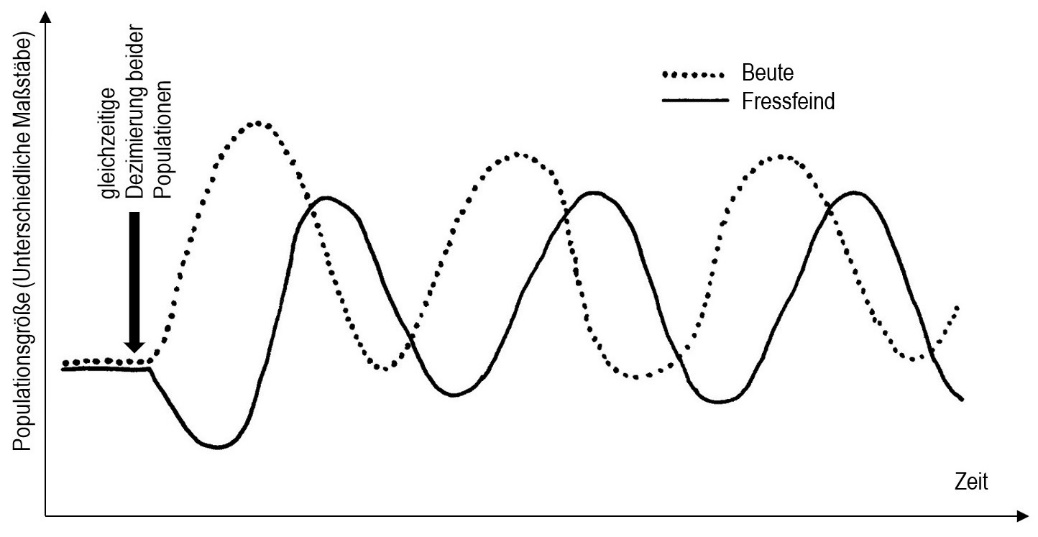 Populationsgröße (Unterschiedliche Maßstäbe)
gleichzeitige
Dezimierung beider
Populationen
Beute
Fressfeind
Zeit